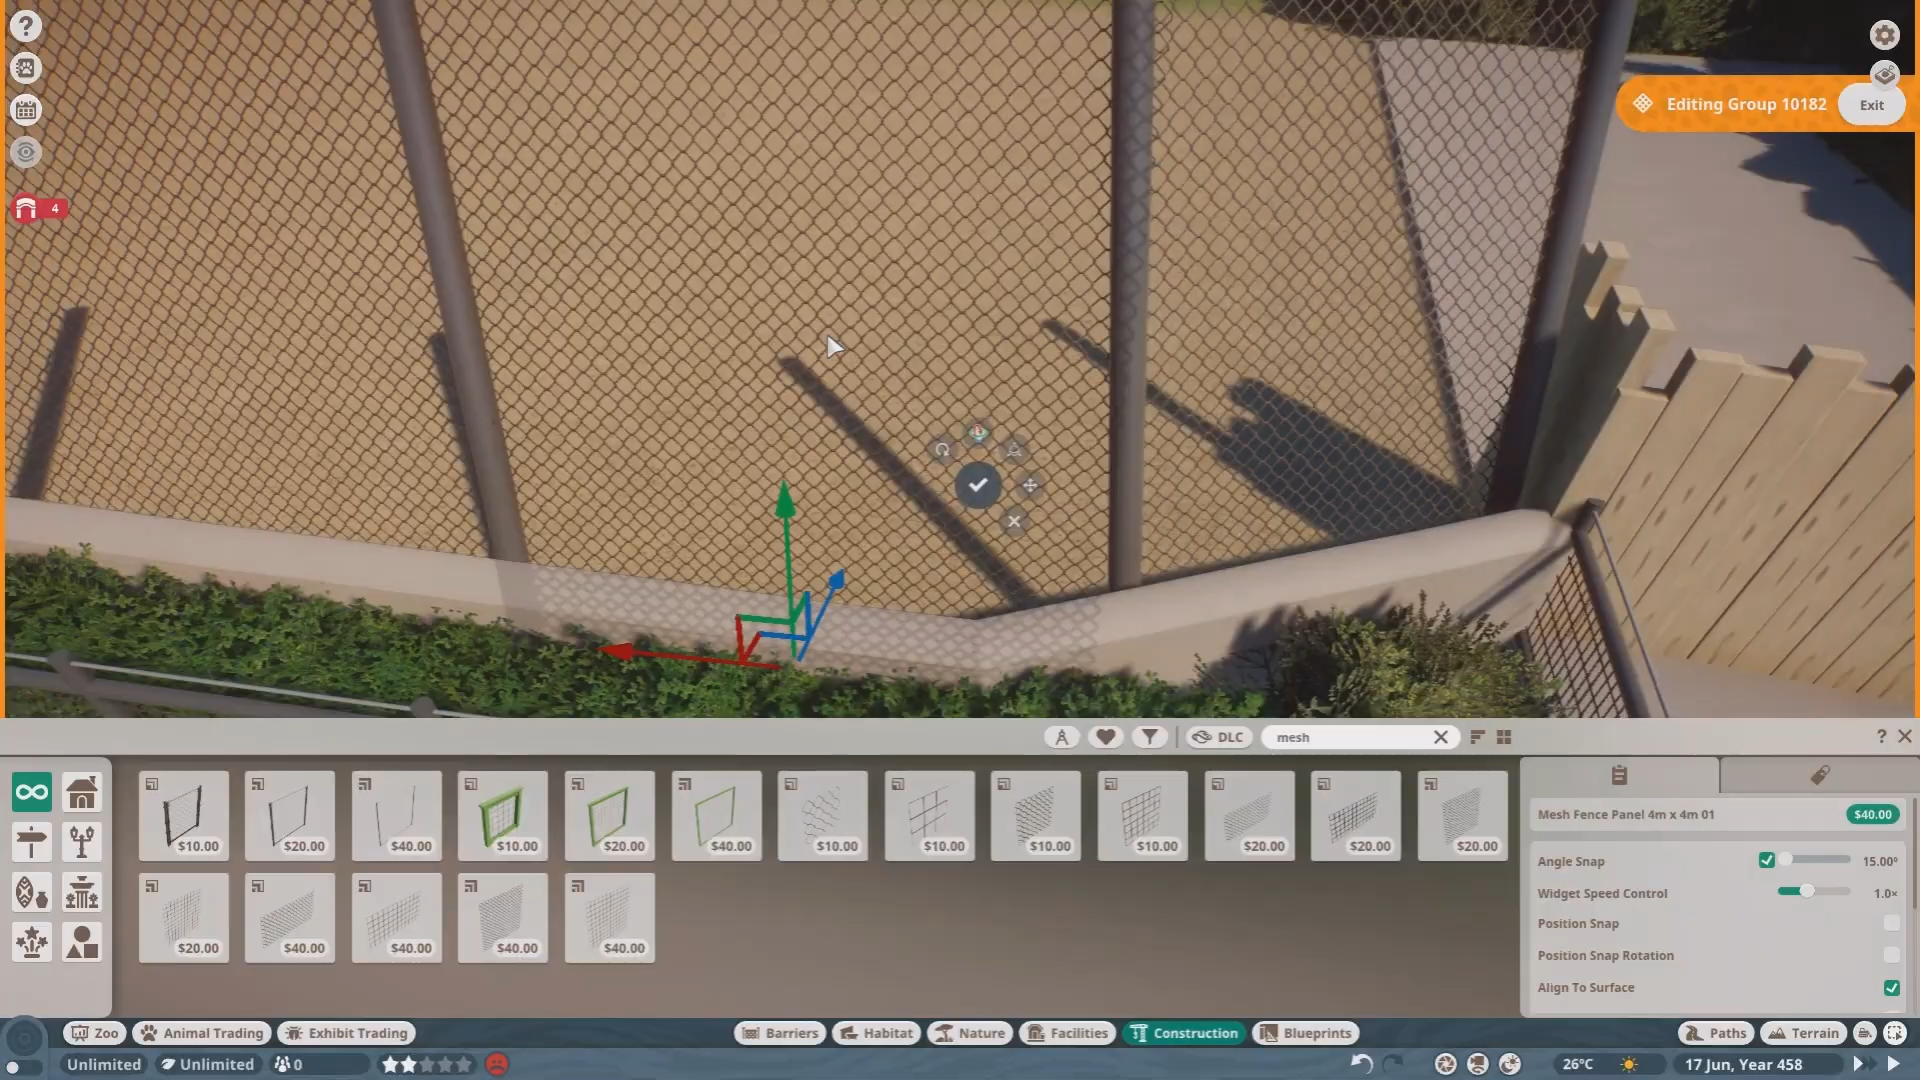 Editing Group 10182
Exit
4
DLC
mesh
?
$10.00
$20.00
$40.00
$10.00
$20.00
$40.00
$10.00
$10.00
$10.00
$10.00
$20.00
$20.00
$20.00
$20.00
$40.00
$40.00
$40.00
$40.00
Mesh Fence Panel 4m x 4m 01
$40.00
Angle Snap
15.00°
Widget Speed Control
1.0×
Position Snap
Position Snap Rotation
Align To Surface
Zoo
Animal Trading
Exhibit Trading
Barriers
Habitat
Nature
Facilities
Construction
Blueprints
Paths
Terrain
Unlimited
Unlimited
0
26°C
17 Jun, Year 458